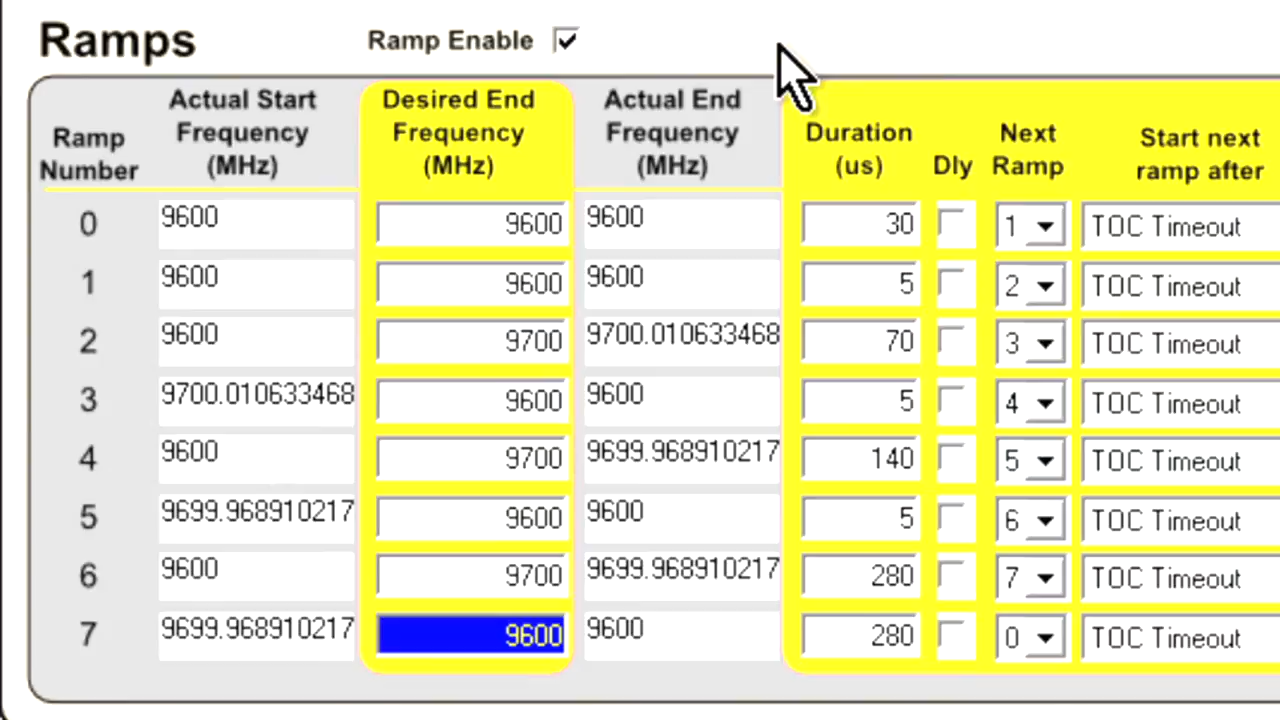 Ramps Ramp Enable
Ramp Number Actual Start Frequency (MHz) Desired End Frequency (MHz) Actual End Frequency (MHz) Duration (us) Dly Next Ramp Start next ramp after
0 9600 9600 9600 30 1 TOC Timeout
1 9600 9600 9600 5 2 TOC Timeout
2 9600 9700 9700.010633468 70 3 TOC Timeout
3 9700.010633468 9600 9600 5 4 TOC Timeout
4 9600 9700 9699.968910217 140 5 TOC Timeout
5 9699.968910217 9600 9600 5 6 TOC Timeout
6 9600 9700 9699.968910217 280 7 TOC Timeout
7 9699.968910217 9600 9600 280 0 TOC Timeout